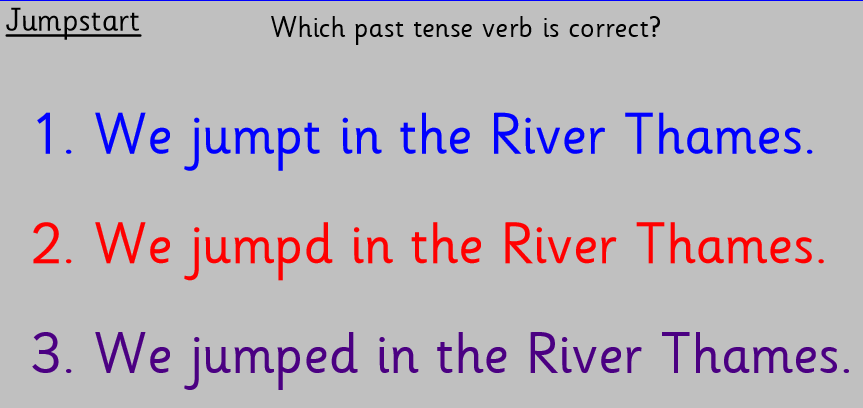 Jumpstart
Which past tense verb is correct?
1. We jumpt in the River Thames.
2. We jumpd in the River Thames.
3. We jumped in the River Thames.